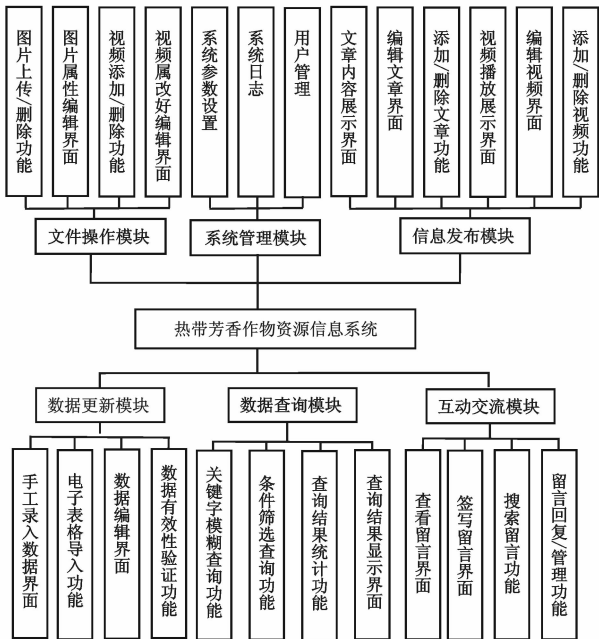 图片上传/删除功能
图片属性编辑界面
视频添加/删除功能
视频属改好编辑界面
系统参数设置
系统日志
用户管理
文章内容展示界面
编辑文章界面
添加/删除文章功能
视频播放展示界面
编辑视频界面
添加/删除视频功能
文件操作模块
系统管理模块
信息发布模块
热带芳香作物资源信息系统
数据更新模块
数据查询模块
互动交流模块
手工录入数据界面
电子表格导入功能
数据编辑界面
数据有效性验证功能
关键字模糊查询功能
条件筛选查询功能
查询结果统计功能
查询结果显示界面
查看留言界面
签写留言界面
搜索留言功能
留言回复/管理功能